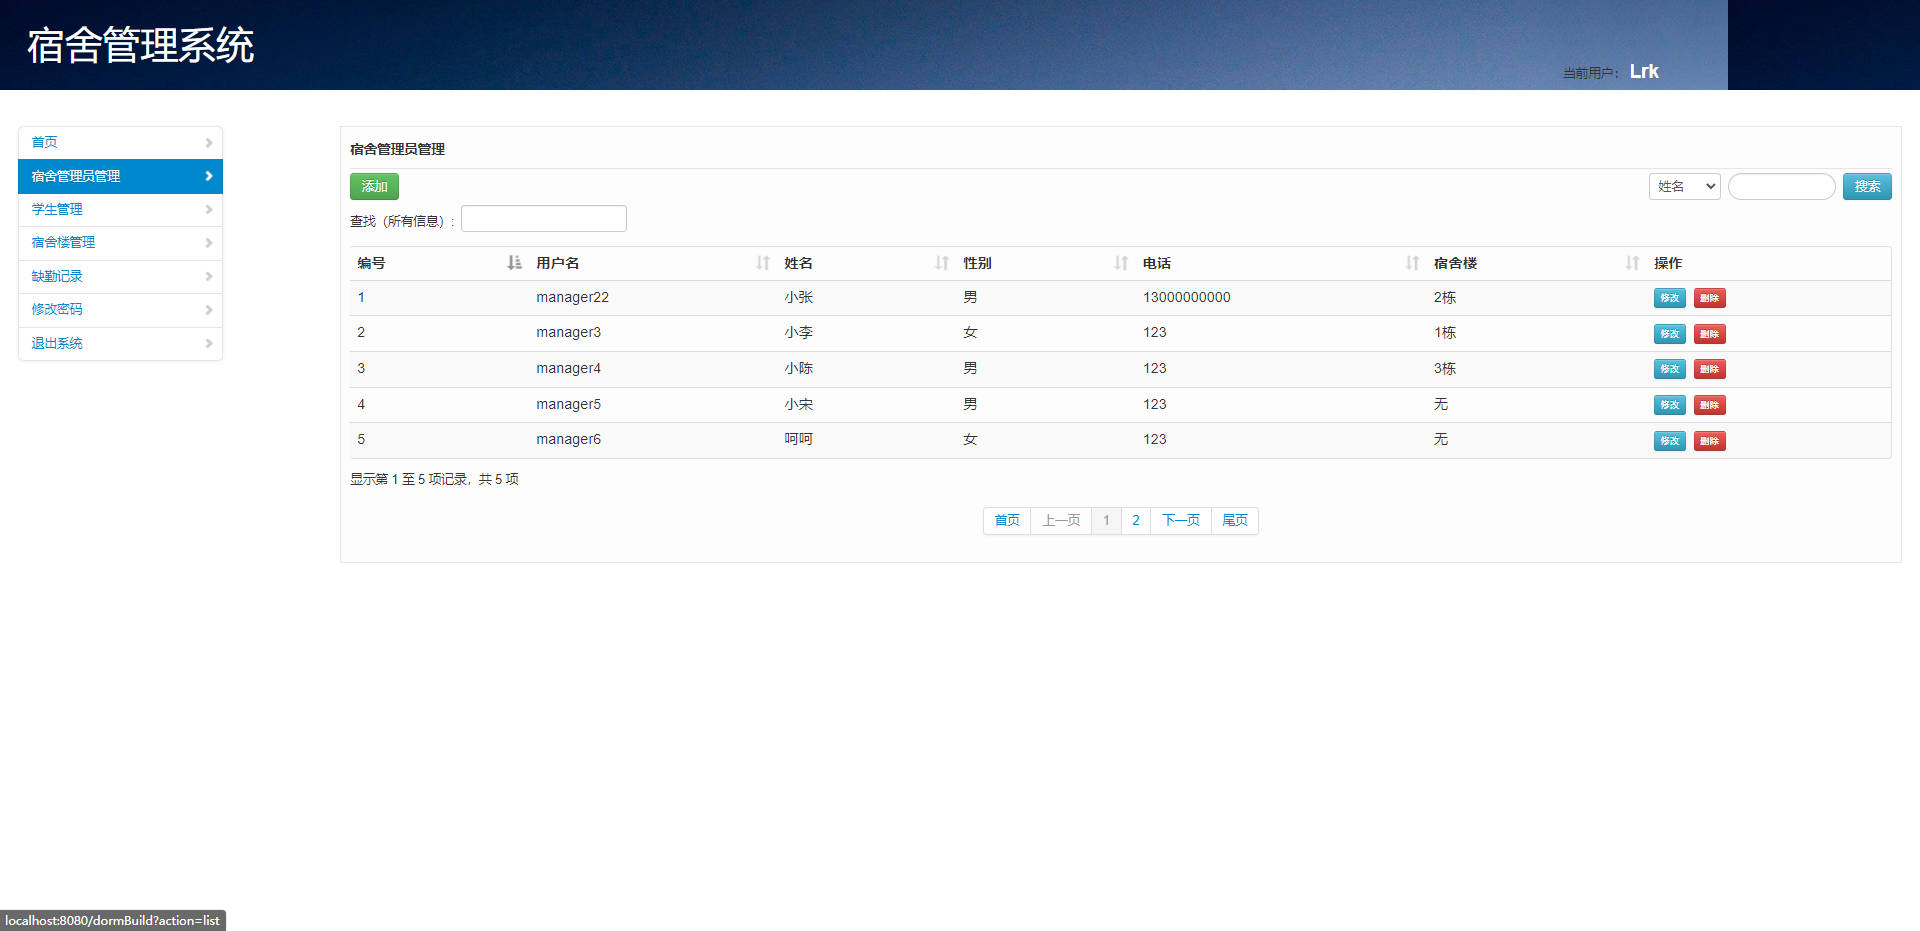 宿舍管理系统
当前用户： Lrk
首页
宿舍管理员管理
学生管理
宿舍楼管理
缺勤记录
修改密码
退出系统
宿舍管理员管理
添加 姓名 搜索
查找（所有信息）:
编号 用户名 姓名 性别 电话 宿舍楼 操作
1 manager22 小张 男 13000000000 2栋 修改 删除
2 manager3 小李 女 123 1栋 修改 删除
3 manager4 小陈 男 123 3栋 修改 删除
4 manager5 小宋 男 123 无 修改 删除
5 manager6 呵呵 女 123 无 修改 删除
显示第 1 至 5 项记录，共 5 项
首页 上一页 1 2 下一页 尾页
localhost:8080/dormBuild?action=list